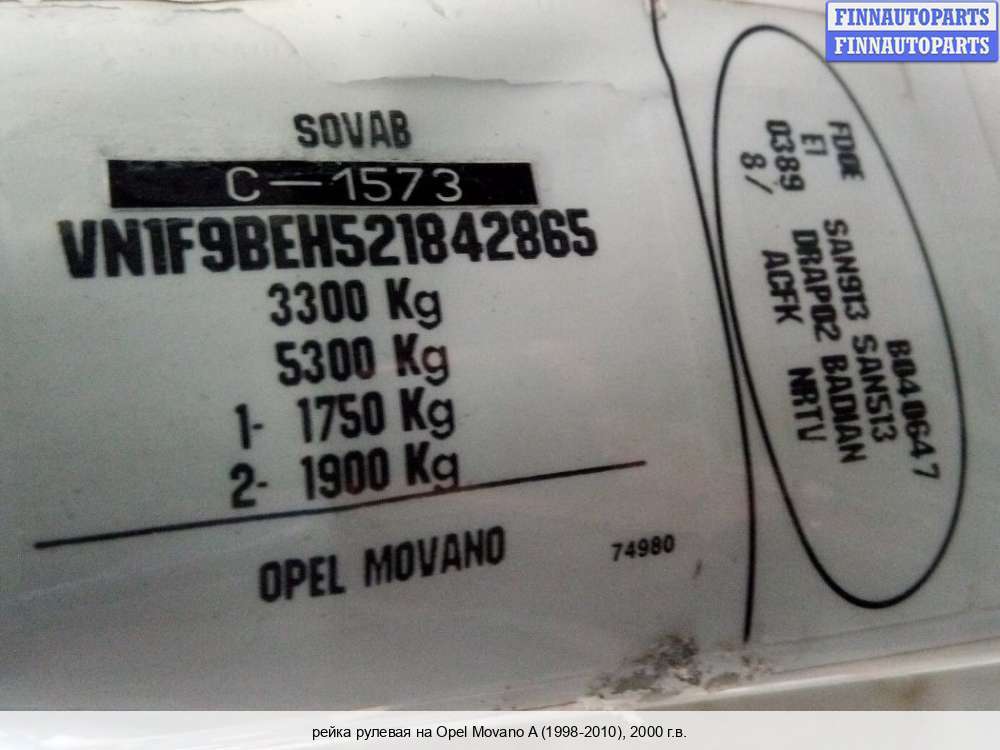 FINNAUTOPARTS
FINNAUTOPARTS
SOVAB
C-1573
VN1F9BEH521842865
3300 Kg
5300 Kg
1- 1750 Kg
2- 1900 Kg
OPEL MOVANO
74980
B040647
FDOE SAN913 SAN513
E1 DRAP02 BADIAN
0389 ACFK NRTV
8/
рейка рулевая на Opel Movano A (1998-2010), 2000 г.в.